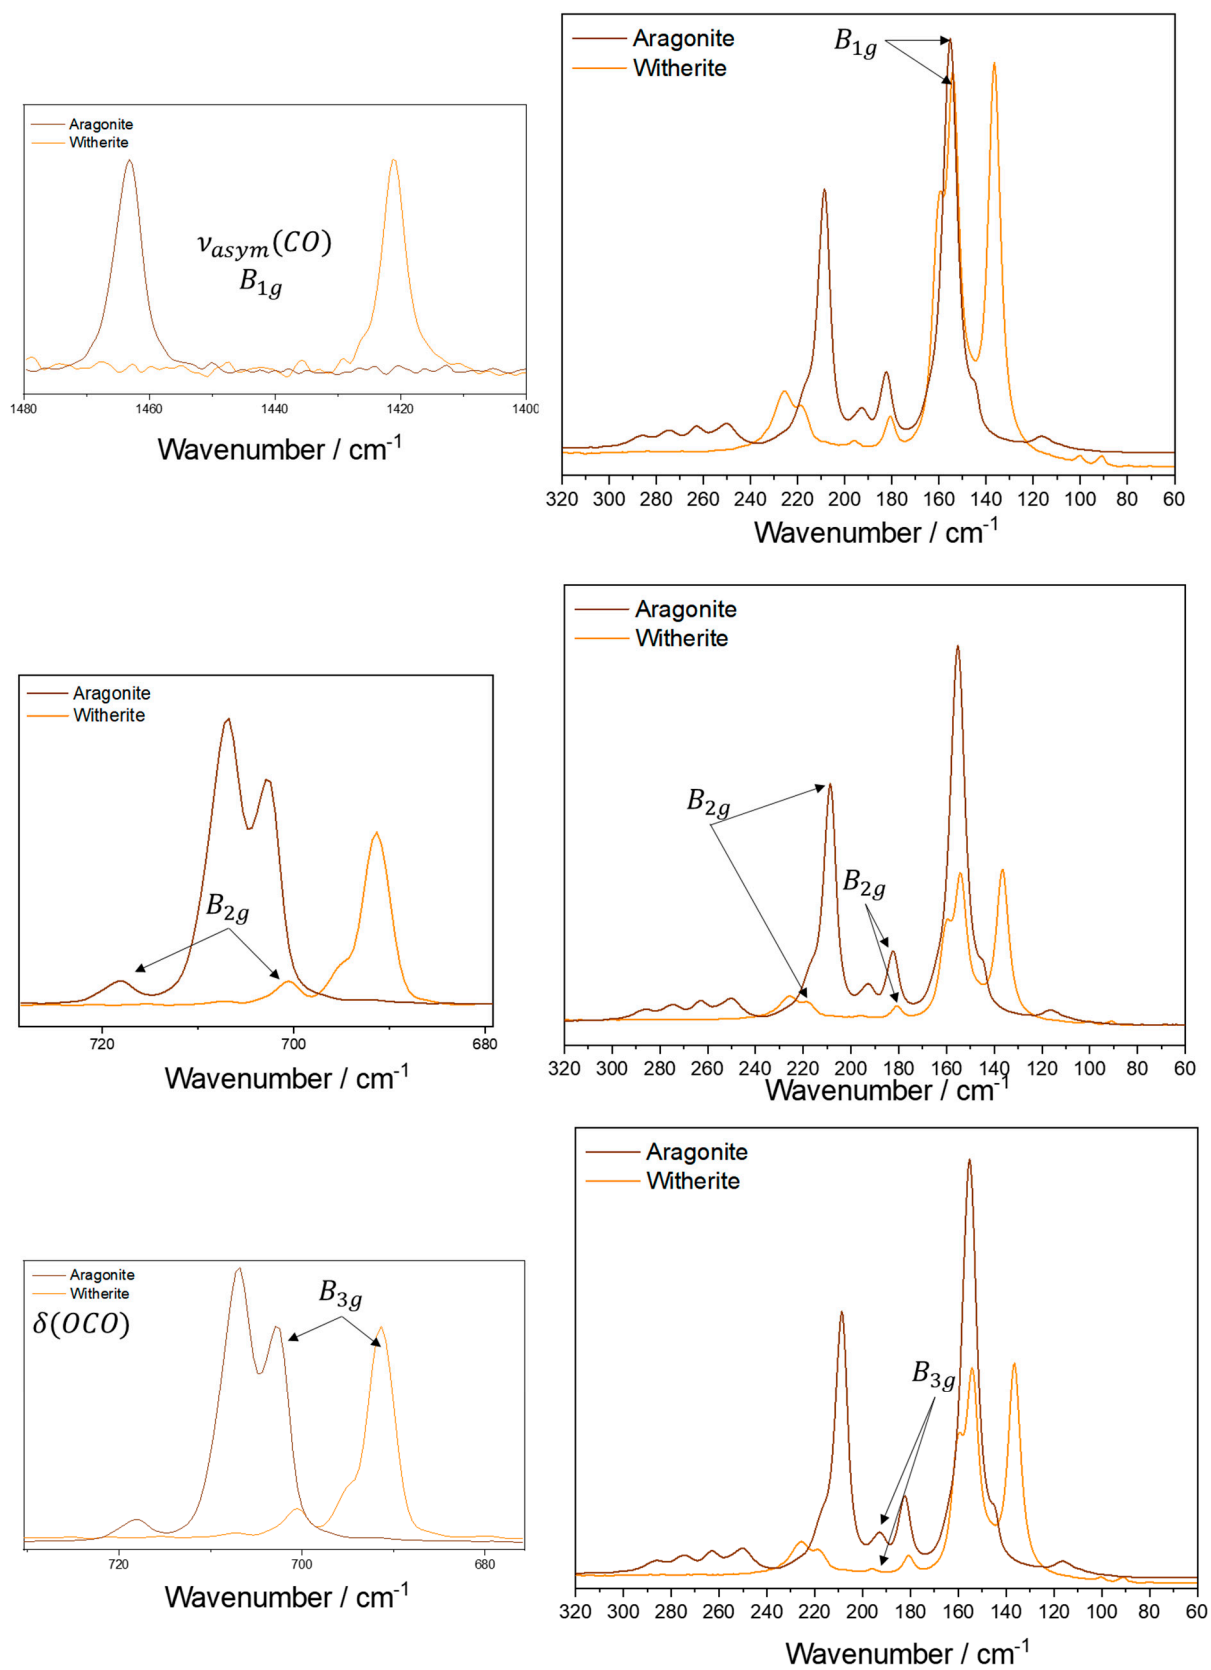 Aragonite
Witherite
ν_asym(CO)
B_1g
1480 1460 1440 1420 1400
Wavenumber / cm⁻¹
Aragonite
Witherite
B_1g
320 300 280 260 240 220 200 180 160 140 120 100 80 60
Wavenumber / cm⁻¹
Aragonite
Witherite
B_2g
720 700 680
Wavenumber / cm⁻¹
Aragonite
Witherite
B_2g
B_2g
320 300 280 260 240 220 200 180 160 140 120 100 80 60
Wavenumber / cm⁻¹
Aragonite
Witherite
δ(OCO)
B_3g
720 700 680
Wavenumber / cm⁻¹
Aragonite
Witherite
B_3g
320 300 280 260 240 220 200 180 160 140 120 100 80 60
Wavenumber / cm⁻¹